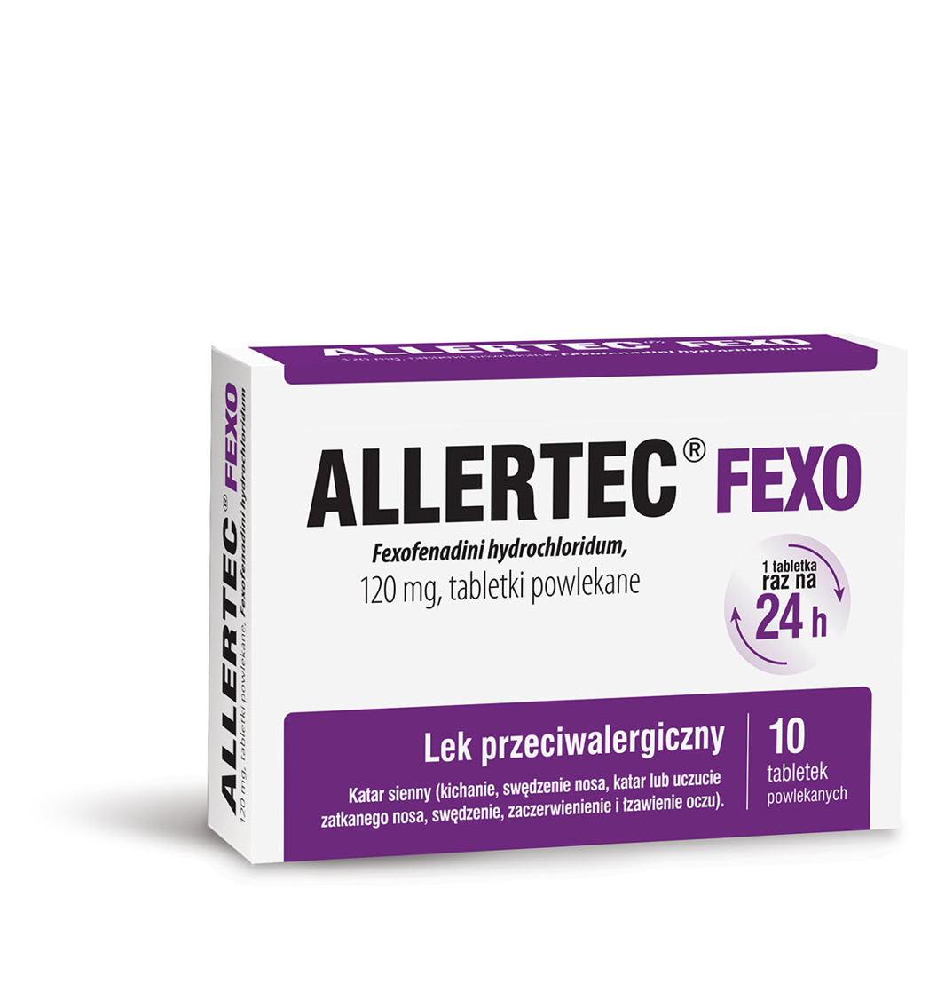 ALLERTEC® FEXO
120 mg, tabletki powlekane, Fexofenadini hydrochloridum
ALLERTEC® FEXO
120 mg, tabletki powlekane, Fexofenadini hydrochloridum
ALLERTEC® FEXO
Fexofenadini hydrochloridum,
120 mg, tabletki powlekane
1 tabletka
raz na
24 h
Lek przeciwalergiczny
Katar sienny (kichanie, swędzenie nosa, katar lub uczucie
zatkanego nosa, swędzenie, zaczerwienienie i łzawienie oczu).
10
tabletek
powlekanych